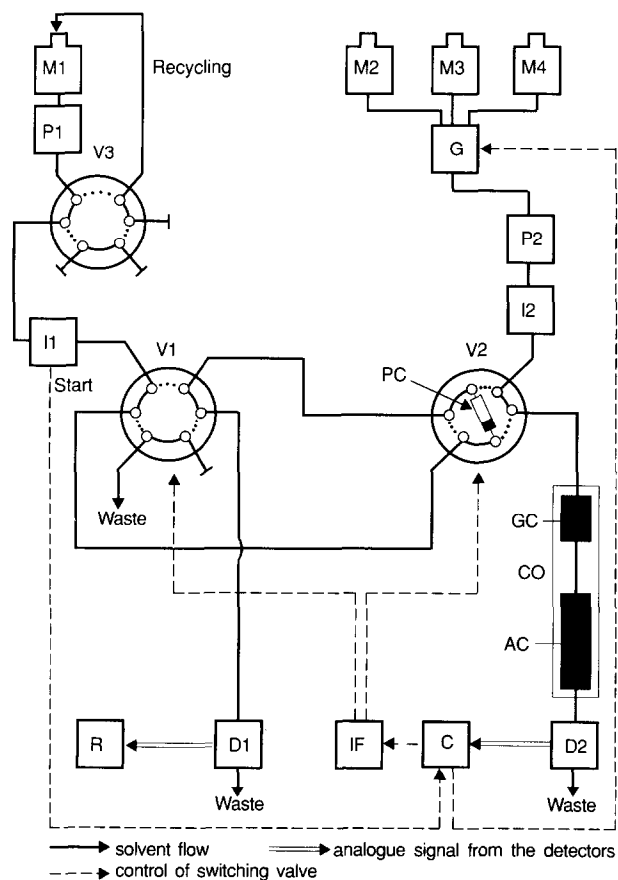 M1
Recycling
M2
M3
M4
P1
V3
G
P2
I2
I1
V1
V2
PC
Start
Waste
GC
CO
AC
R
D1
IF
C
D2
Waste
Waste
solvent flow
analogue signal from the detectors
control of switching valve